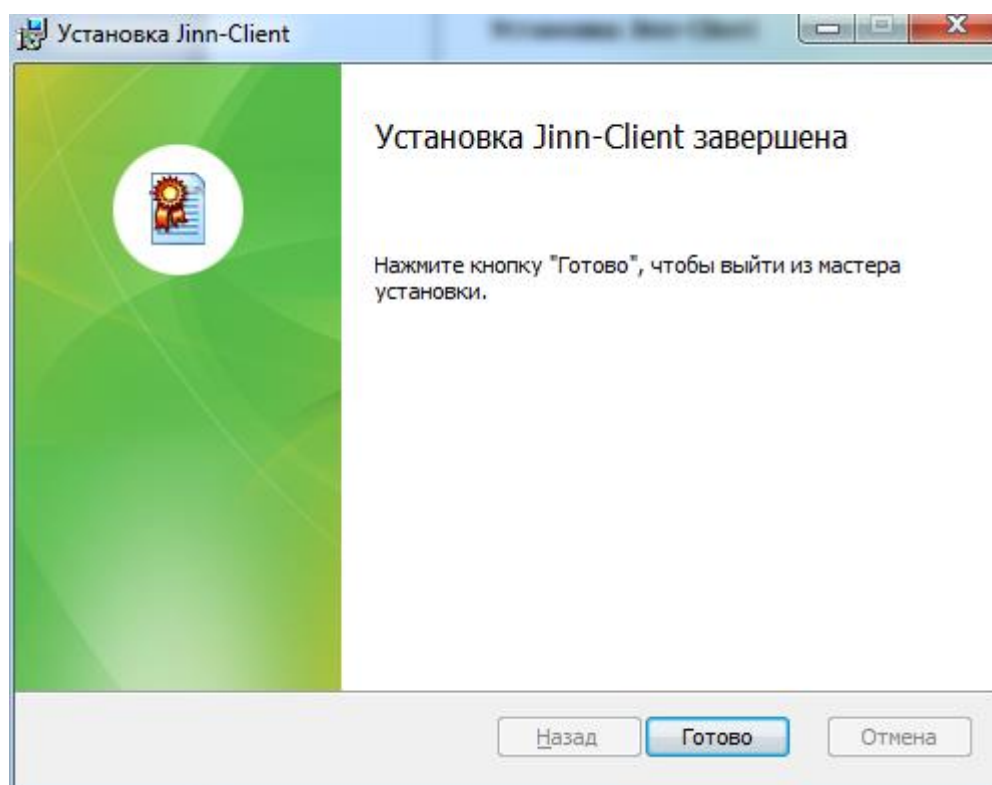 Установка Jinn-Client
Установка Jinn-Client завершена
Нажмите кнопку "Готово", чтобы выйти из мастера
установки.
Назад
Готово
Отмена